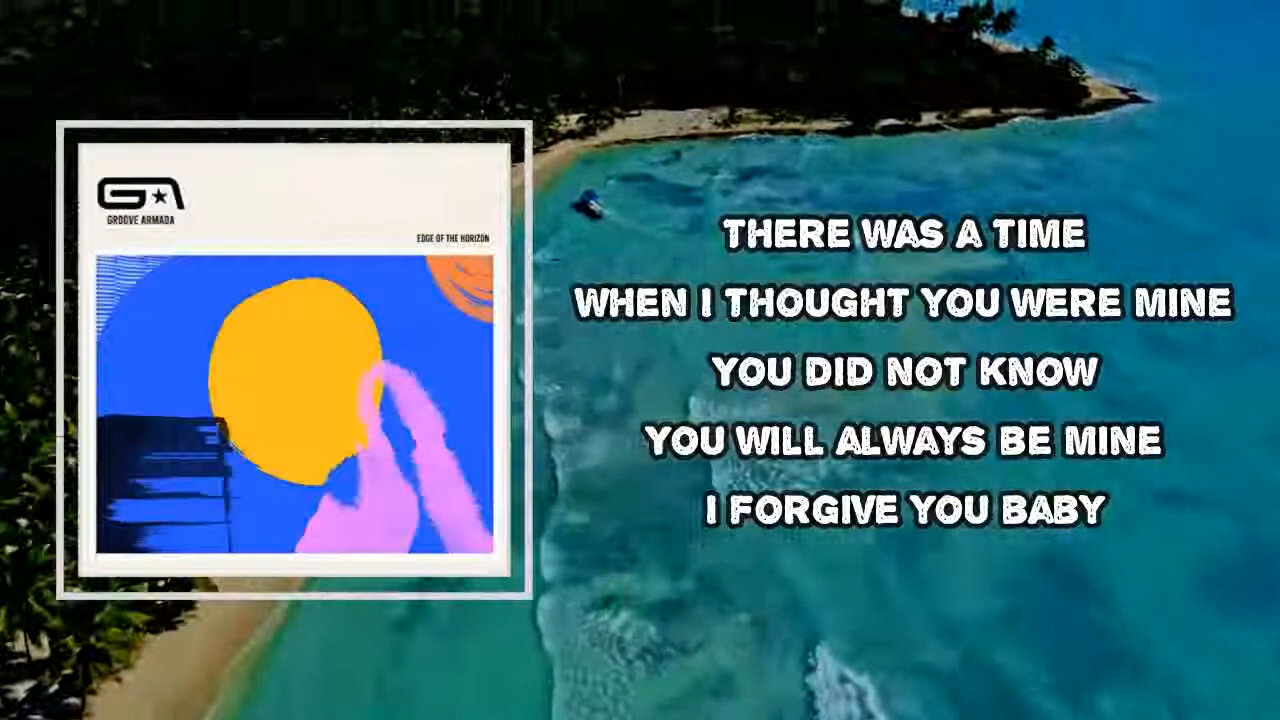 GA
GROOVE ARMADA
EDGE OF THE HORIZON
THERE WAS A TIME
WHEN I THOUGHT YOU WERE MINE
YOU DID NOT KNOW
YOU WILL ALWAYS BE MINE
I FORGIVE YOU BABY